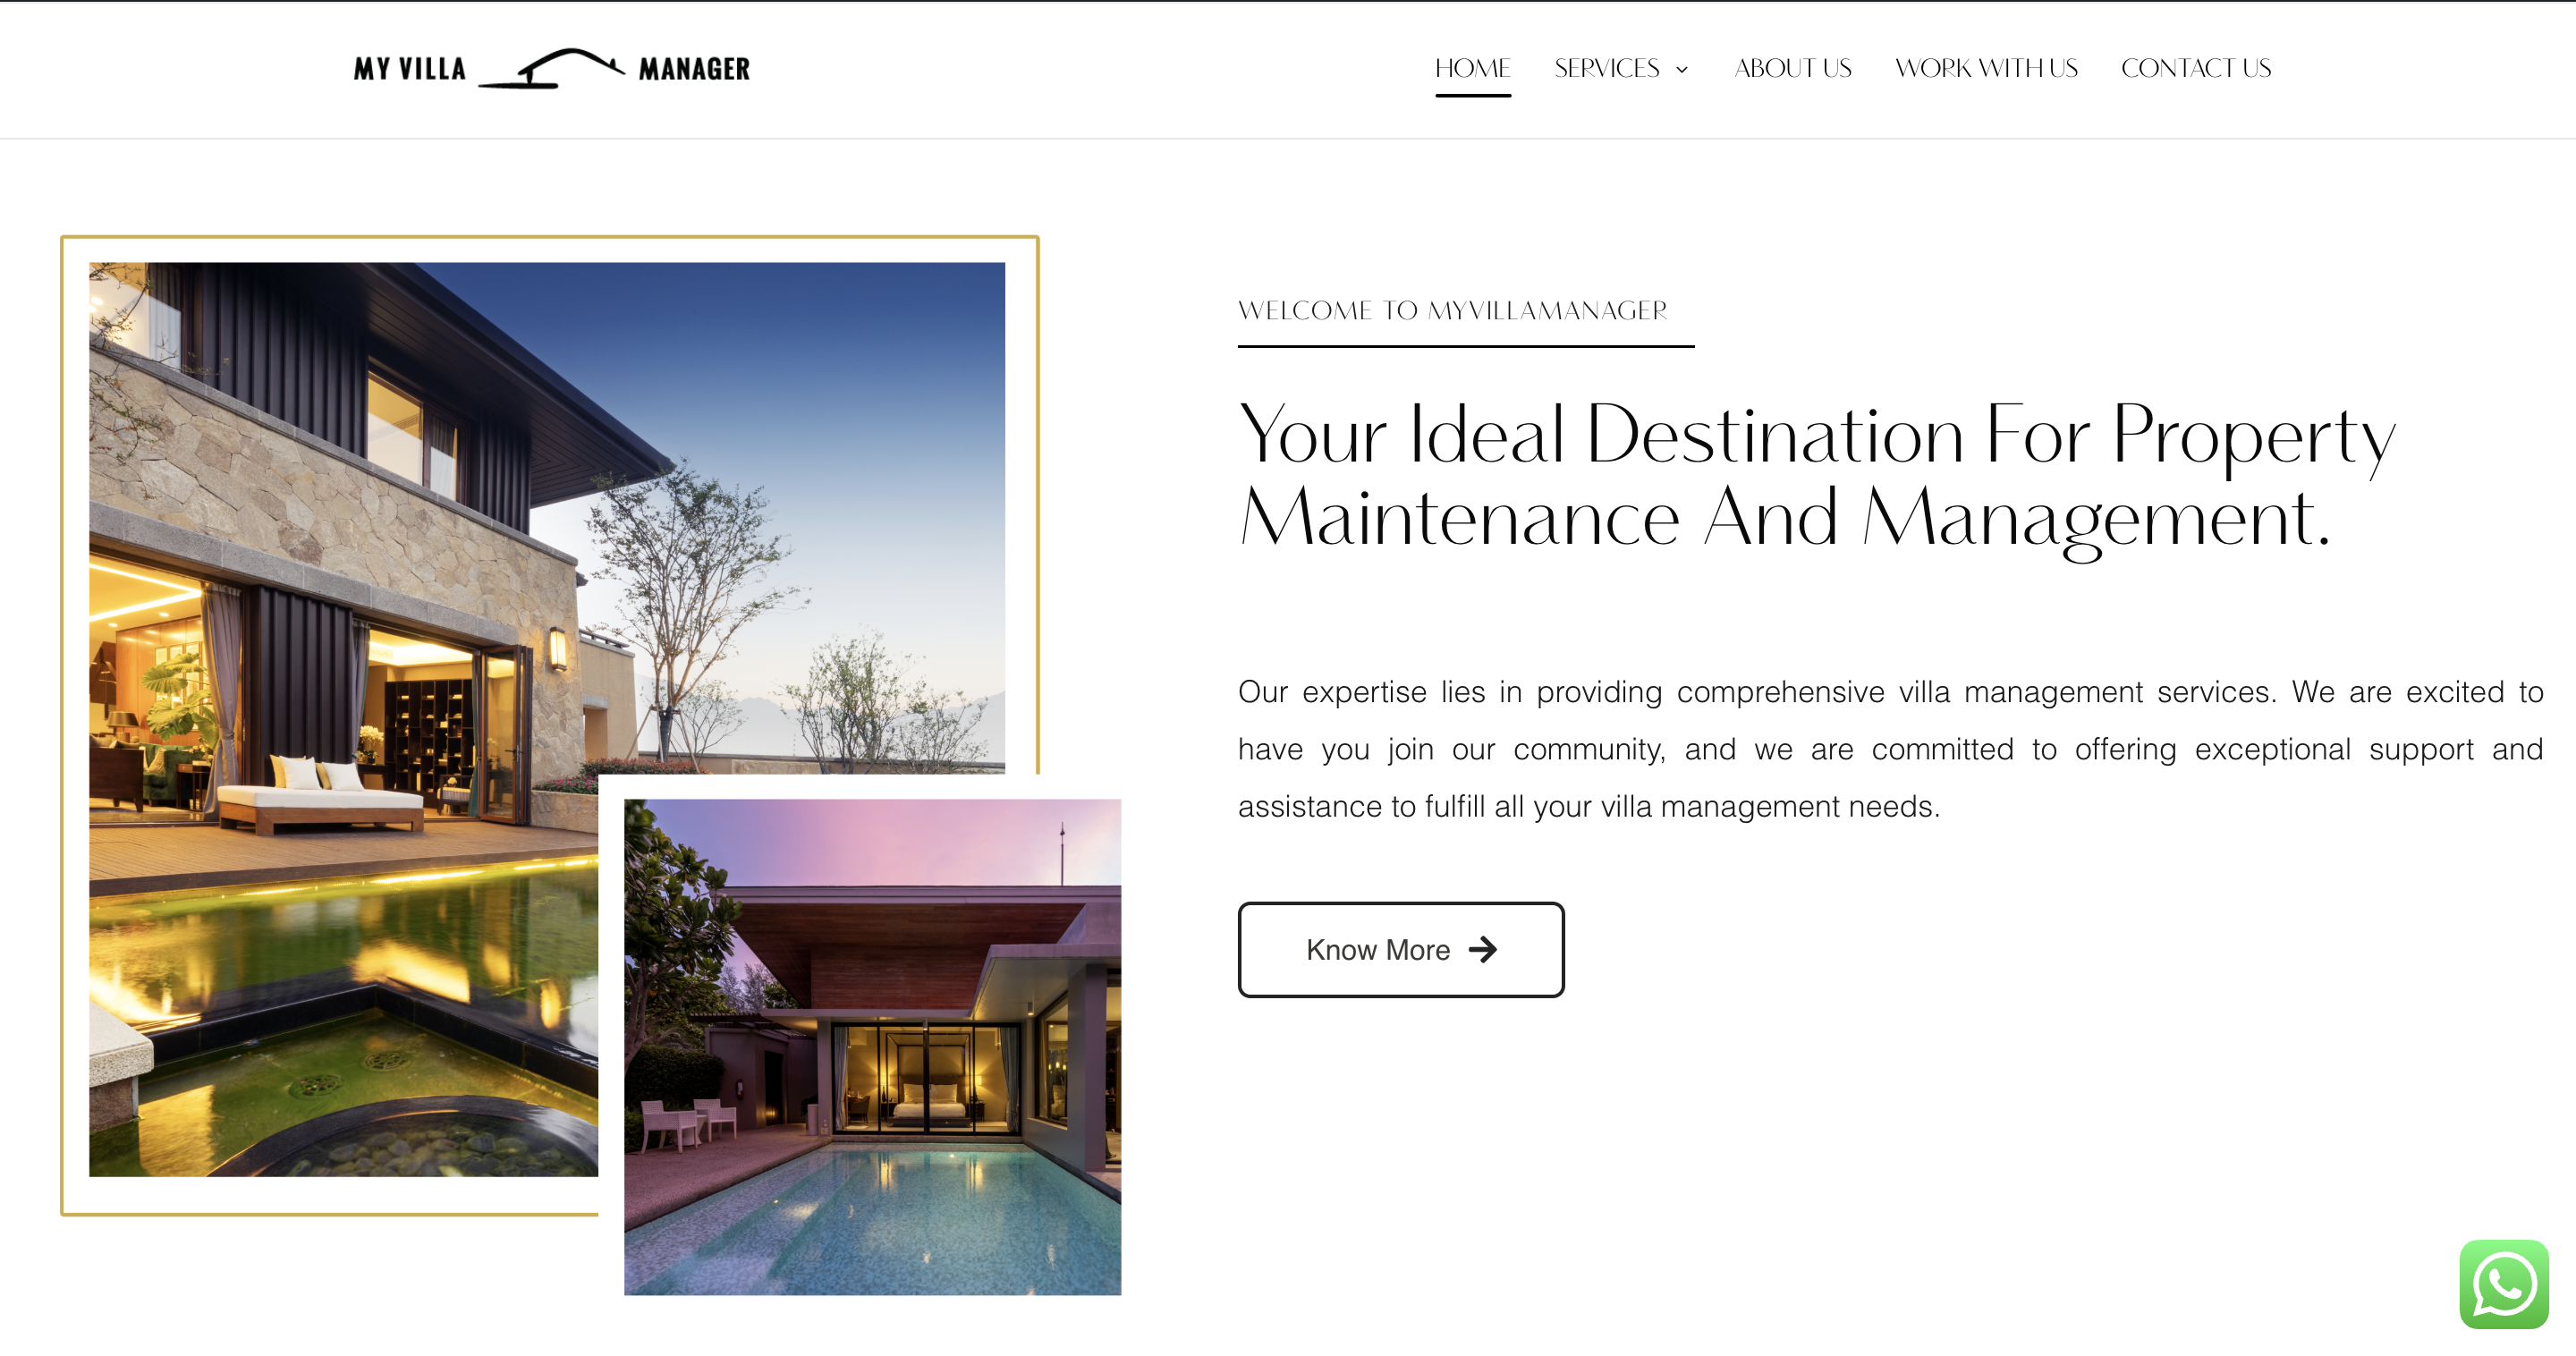 MY VILLA MANAGER
HOME SERVICES ABOUT US WORK WITH US CONTACT US
WELCOME TO MYVILLAMANAGER
Your Ideal Destination For Property
Maintenance And Management.
Our expertise lies in providing comprehensive villa management services. We are excited to
have you join our community, and we are committed to offering exceptional support and
assistance to fulfill all your villa management needs.
Know More